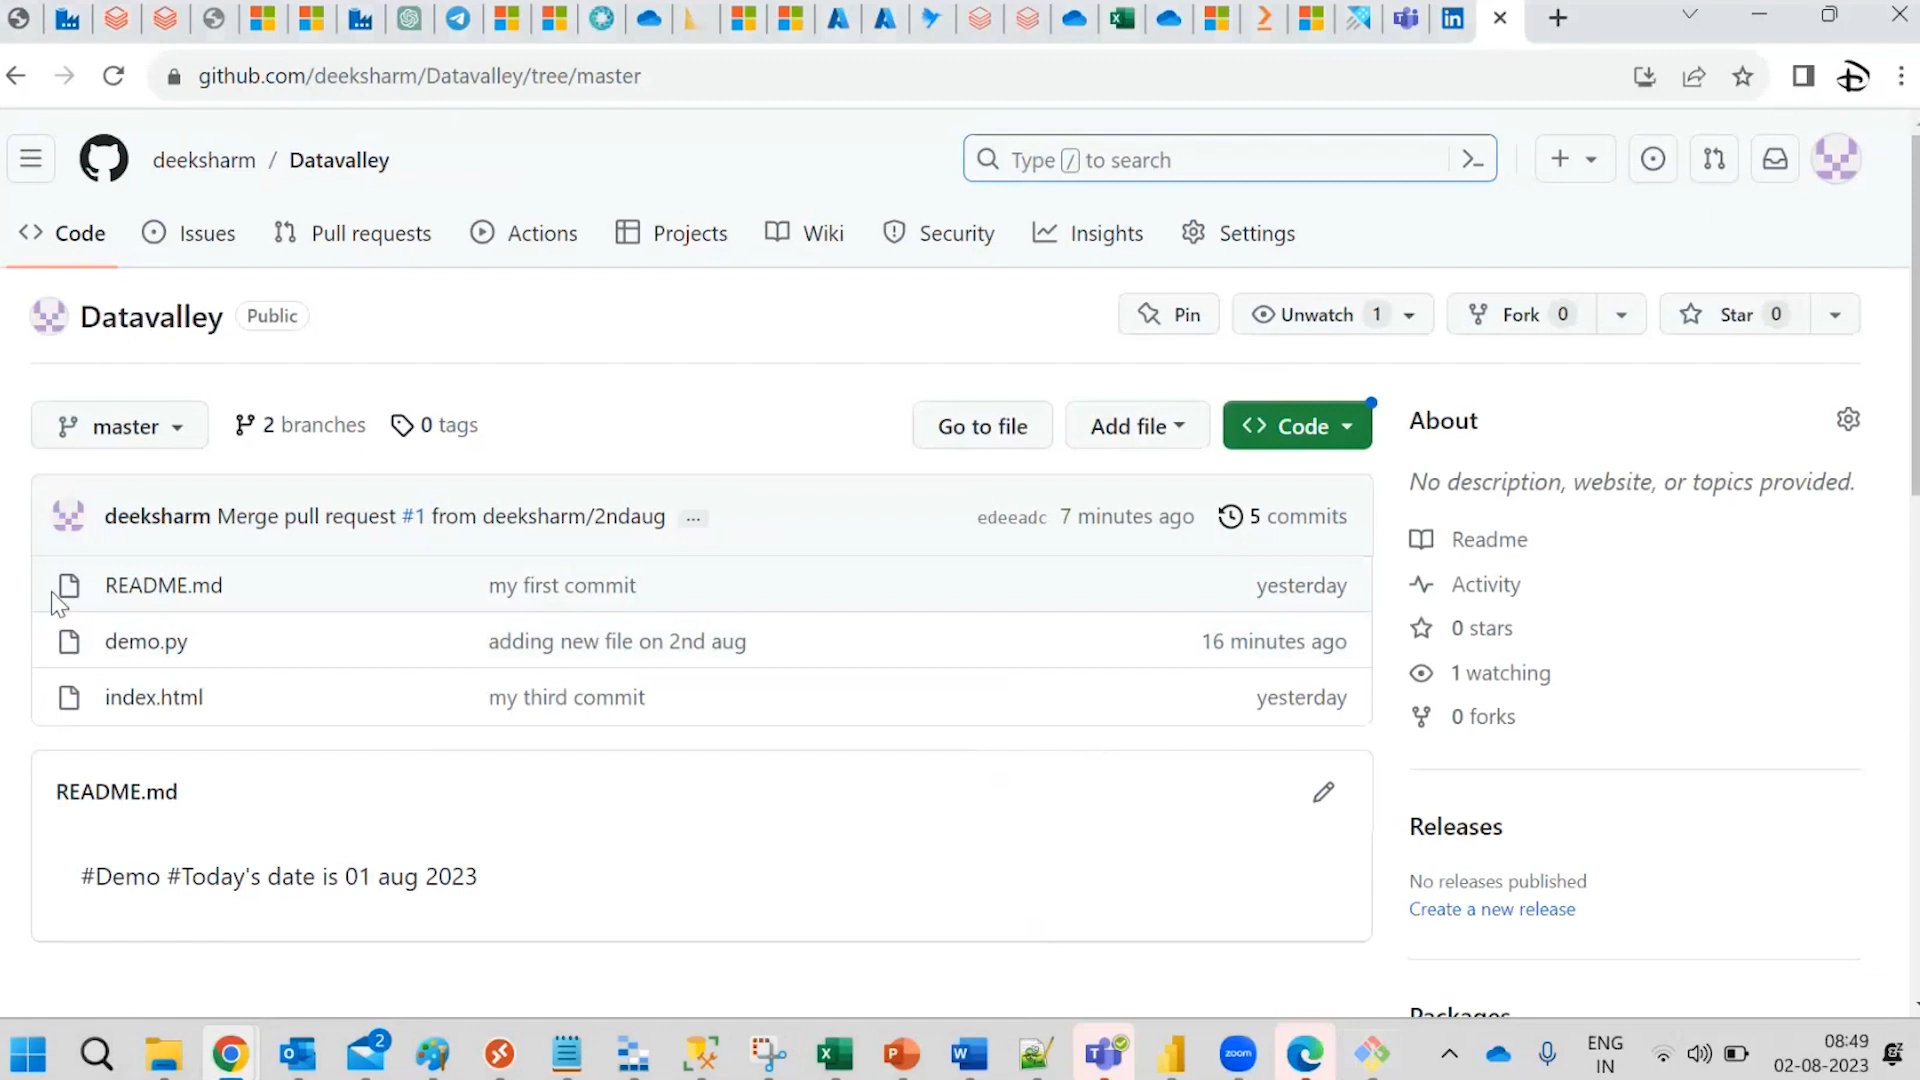 github.com/deeksharm/Datavalley/tree/master
deeksharm / Datavalley
Type / to search
Code
Issues
Pull requests
Actions
Projects
Wiki
Security
Insights
Settings
Datavalley Public
Pin
Unwatch 1
Fork 0
Star 0
master
2 branches
0 tags
Go to file
Add file
Code
deeksharm Merge pull request #1 from deeksharm/2ndaug ...
edeeadc 7 minutes ago
5 commits
README.md my first commit yesterday
demo.py adding new file on 2nd aug 16 minutes ago
index.html my third commit yesterday
README.md
#Demo #Today's date is 01 aug 2023
About
No description, website, or topics provided.
Readme
Activity
0 stars
1 watching
0 forks
Releases
No releases published
Create a new release
Packages
2
zoom
ENG
IN
08:49
02-08-2023